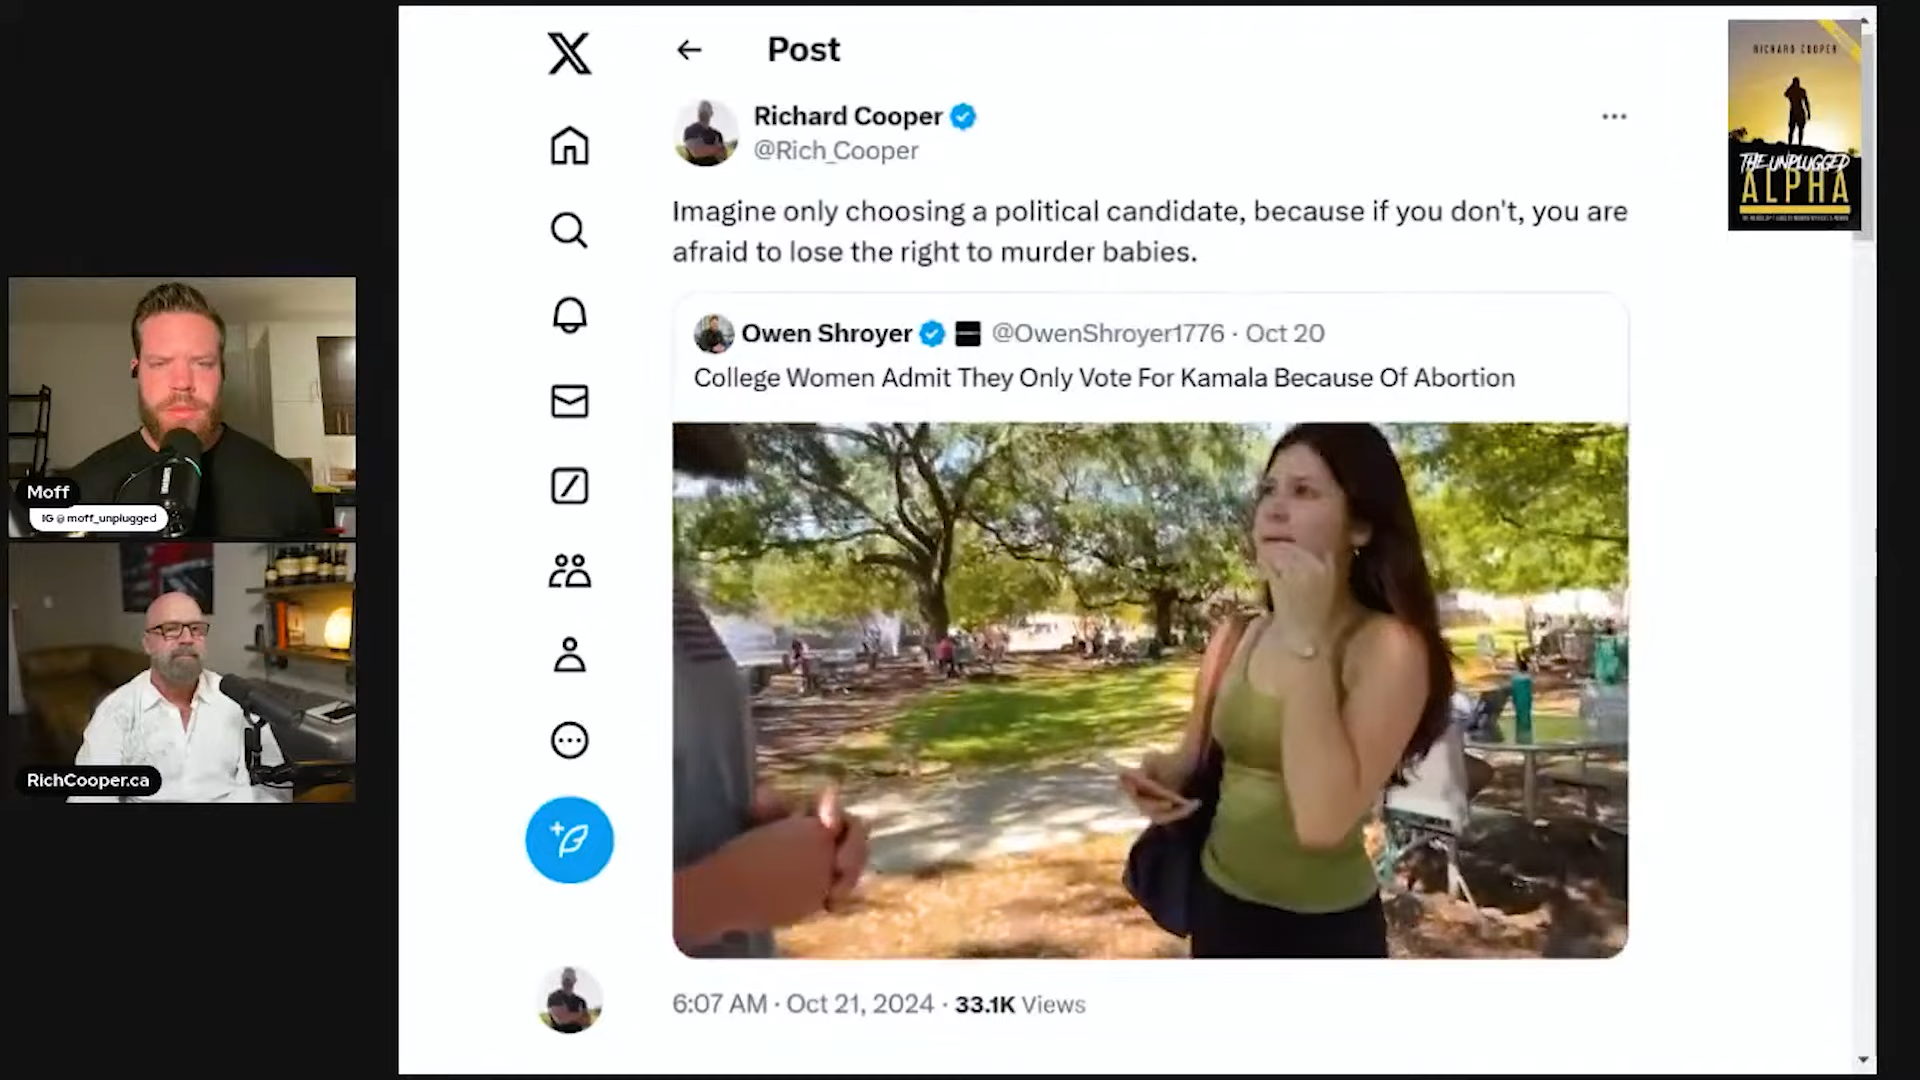 Post
Richard Cooper
@Rich_Cooper
Imagine only choosing a political candidate, because if you don't, you are
afraid to lose the right to murder babies.
Owen Shroyer @OwenShroyer1776 · Oct 20
College Women Admit They Only Vote For Kamala Because Of Abortion
6:07 AM · Oct 21, 2024 · 33.1K Views
Moff
IG @ moff_unplugged
RichCooper.ca
RICHARD COOPER
THE UNPLUGGED
ALPHA